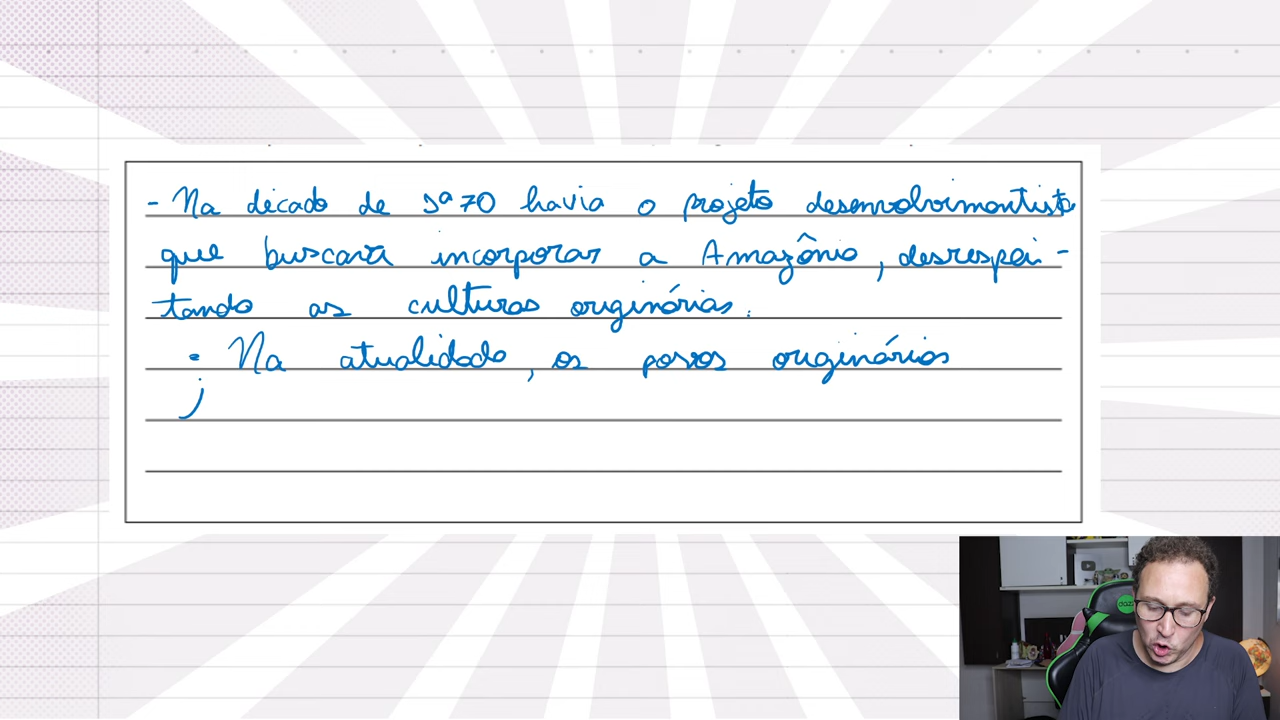 - Na década de 1970 havia o projeto desenvolvimentista
que buscava incorporar a Amazônia, desrespei-
tando as culturas originárias.
• Na atualidade, os povos originários